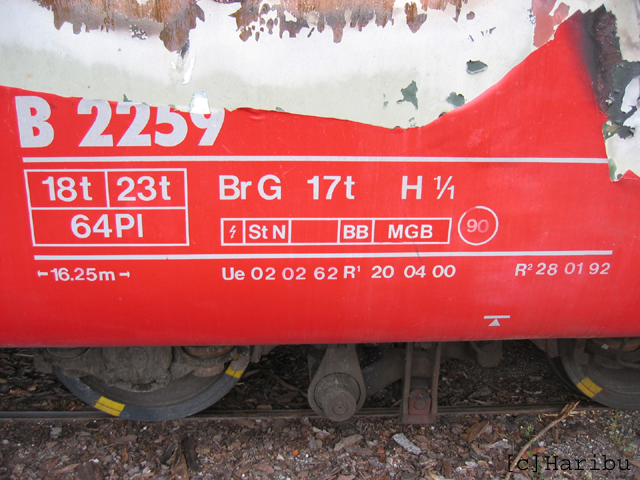 B 2259
18t 23t Br G 17t H 1/1
64Pl St N BB MGB 90
16.25m Ue 02 02 62 R¹ 20 04 00 R² 28 01 92
[c]Haribu